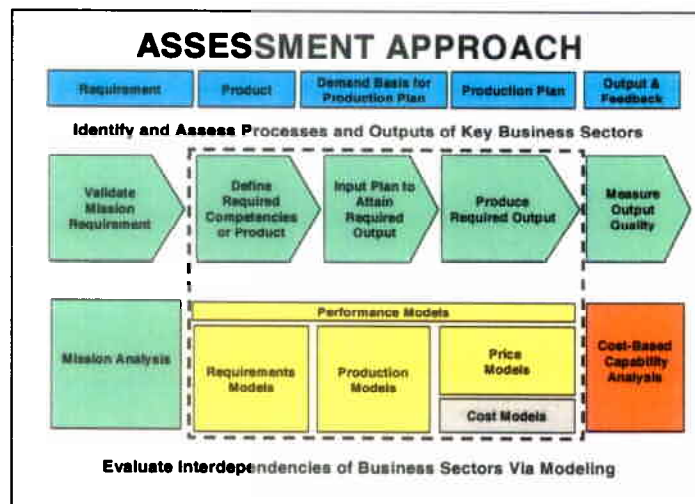 ASSESSMENT APPROACH
Requirement
Product
Demand Basis for
Production Plan
Production Plan
Output &
Feedback
Identify and Assess Processes and Outputs of Key Business Sectors
Validate
Mission
Requirement
Define
Required
Competencies
or Product
Input Plan to
Attain
Required
Output
Produce
Required Output
Measure
Output
Quality
Performance Models
Mission Analysis
Requirements
Models
Production
Models
Price
Models
Cost Models
Cost-Based
Capability
Analysis
Evaluate Interdependencies of Business Sectors Via Modeling